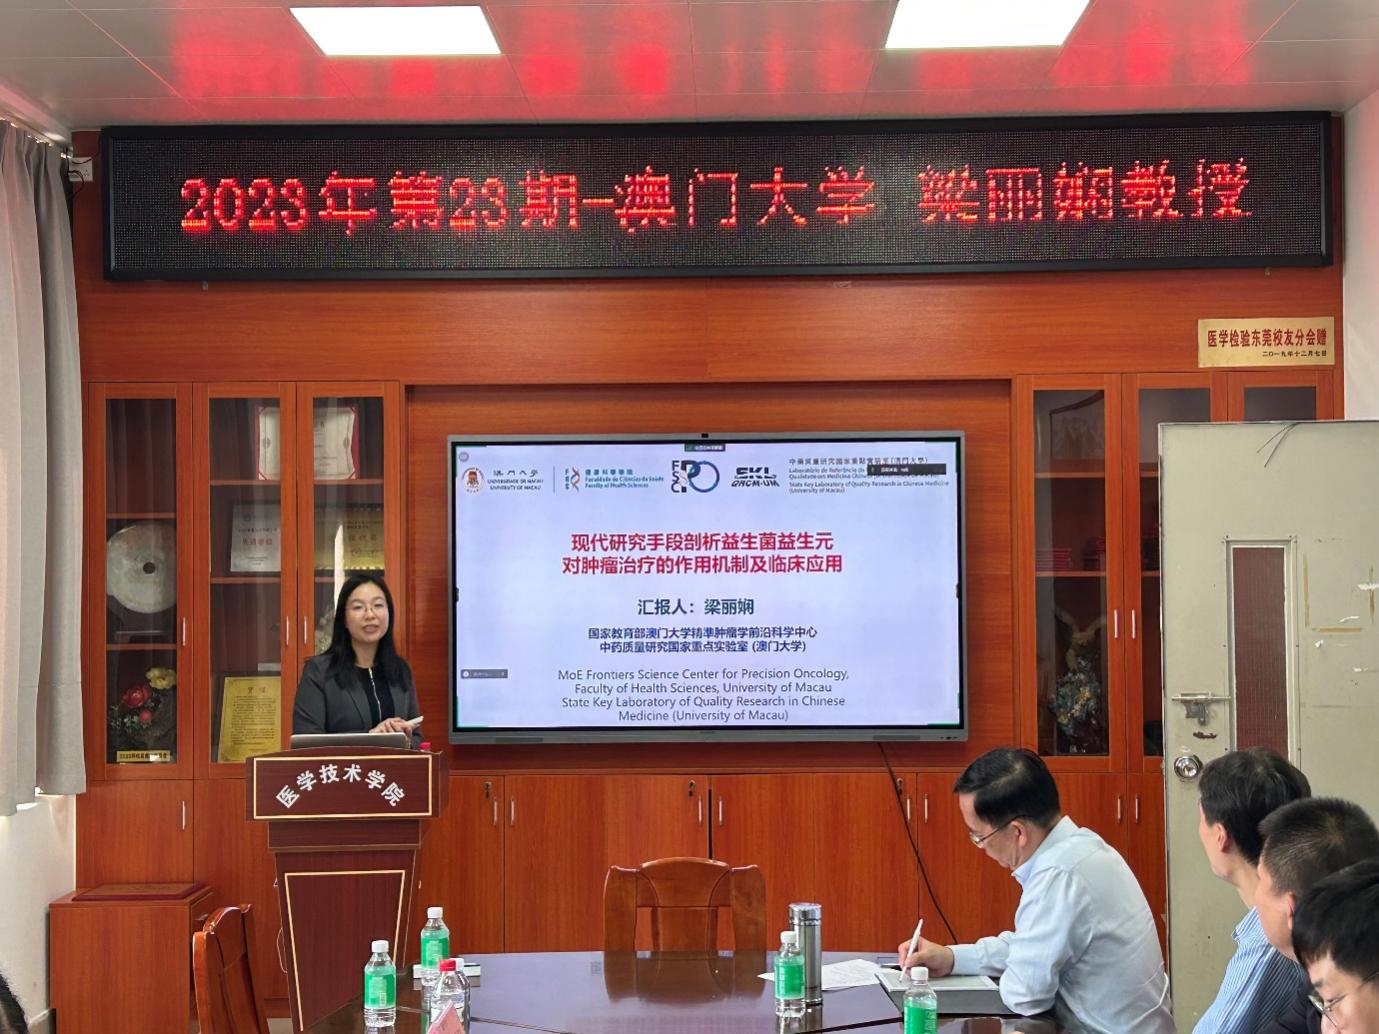 2023年第23期-澳门大学 梁丽娴教授
医学检验东莞校友分会赠
二〇一九年十二月七日
澳門大學
UNIVERSIDADE DE MACAU
UNIVERSITY OF MACAU
健康科學學院
Faculdade de Ciências da Saúde
Faculty of Health Sciences
SKL
QRCM-UM
中藥質量研究國家重點實驗室(澳門大學)
Laboratório de Referência do
Qualidade em Medicina Chinesa
State Key Laboratory of Quality Research in Chinese Medicine
(University of Macau)
现代研究手段剖析益生菌益生元
对肿瘤治疗的作用机制及临床应用
汇报人：梁丽娴
国家教育部澳门大学精準肿瘤学前沿科学中心
中药质量研究国家重点实验室 (澳门大学)
MoE Frontiers Science Center for Precision Oncology,
Faculty of Health Sciences, University of Macau
State Key Laboratory of Quality Research in Chinese
Medicine (University of Macau)
医学技术学院